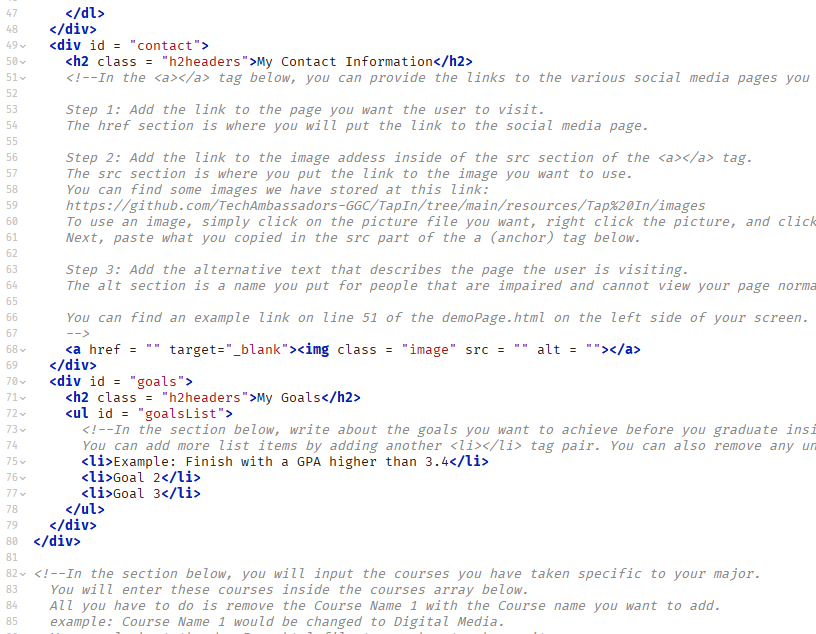 47 </dl>
48 </div>
49 <div id = "contact">
50 <h2 class = "h2headers">My Contact Information</h2>
51 <!--In the <a></a> tag below, you can provide the links to the various social media pages you
52
53 Step 1: Add the link to the page you want the user to visit.
54 The href section is where you will put the link to the social media page.
55
56 Step 2: Add the link to the image addess inside of the src section of the <a></a> tag.
57 The src section is where you put the link to the image you want to use.
58 You can find some images we have stored at this link:
59 https://github.com/TechAmbassadors-GGC/TapIn/tree/main/resources/Tap%20In/images
60 To use an image, simply click on the picture file you want, right click the picture, and click
61 Next, paste what you copied in the src part of the a (anchor) tag below.
62
63 Step 3: Add the alternative text that describes the page the user is visiting.
64 The alt section is a name you put for people that are impaired and cannot view your page norma
65
66 You can find an example link on line 51 of the demoPage.html on the left side of your screen.
67 -->
68 <a href = "" target="_blank"><img class = "image" src = "" alt = ""></a>
69 </div>
70 <div id = "goals">
71 <h2 class = "h2headers">My Goals</h2>
72 <ul id = "goalsList">
73 <!--In the section below, write about the goals you want to achieve before you graduate insi
74 You can add more list items by adding another <li></li> tag pair. You can also remove any un
75 <li>Example: Finish with a GPA higher than 3.4</li>
76 <li>Goal 2</li>
77 <li>Goal 3</li>
78 </ul>
79 </div>
80 </div>
81
82 <!--In the section below, you will input the courses you have taken specific to your major.
83 You will enter these courses inside the courses array below.
84 All you have to do is remove the Course Name 1 with the Course name you want to add.
85 example: Course Name 1 would be changed to Digital Media.